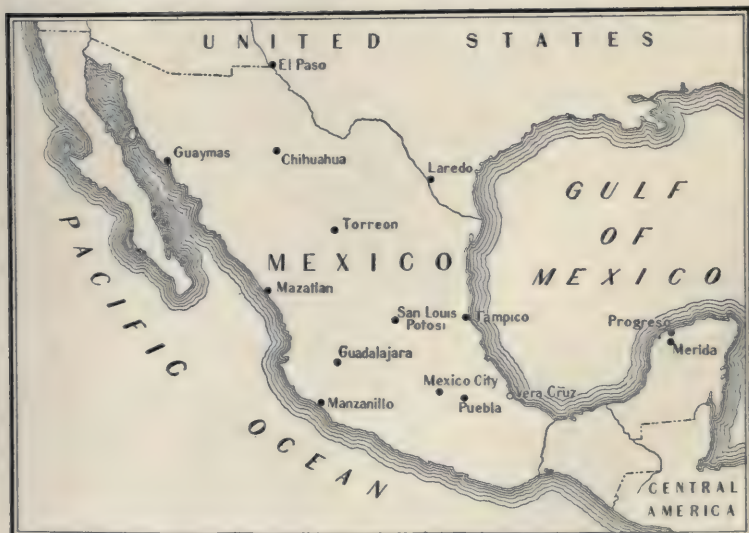 UNITED STATES
El Paso
Guaymas
Chihuahua
Laredo
GULF
OF
MEXICO
Torreon
MEXICO
PACIFIC OCEAN
Mazatlan
San Louis
Potosi
Tampico
Progreso
Merida
Guadalajara
Mexico City
Vera Cruz
Puebla
Manzanillo
CENTRAL
AMERICA